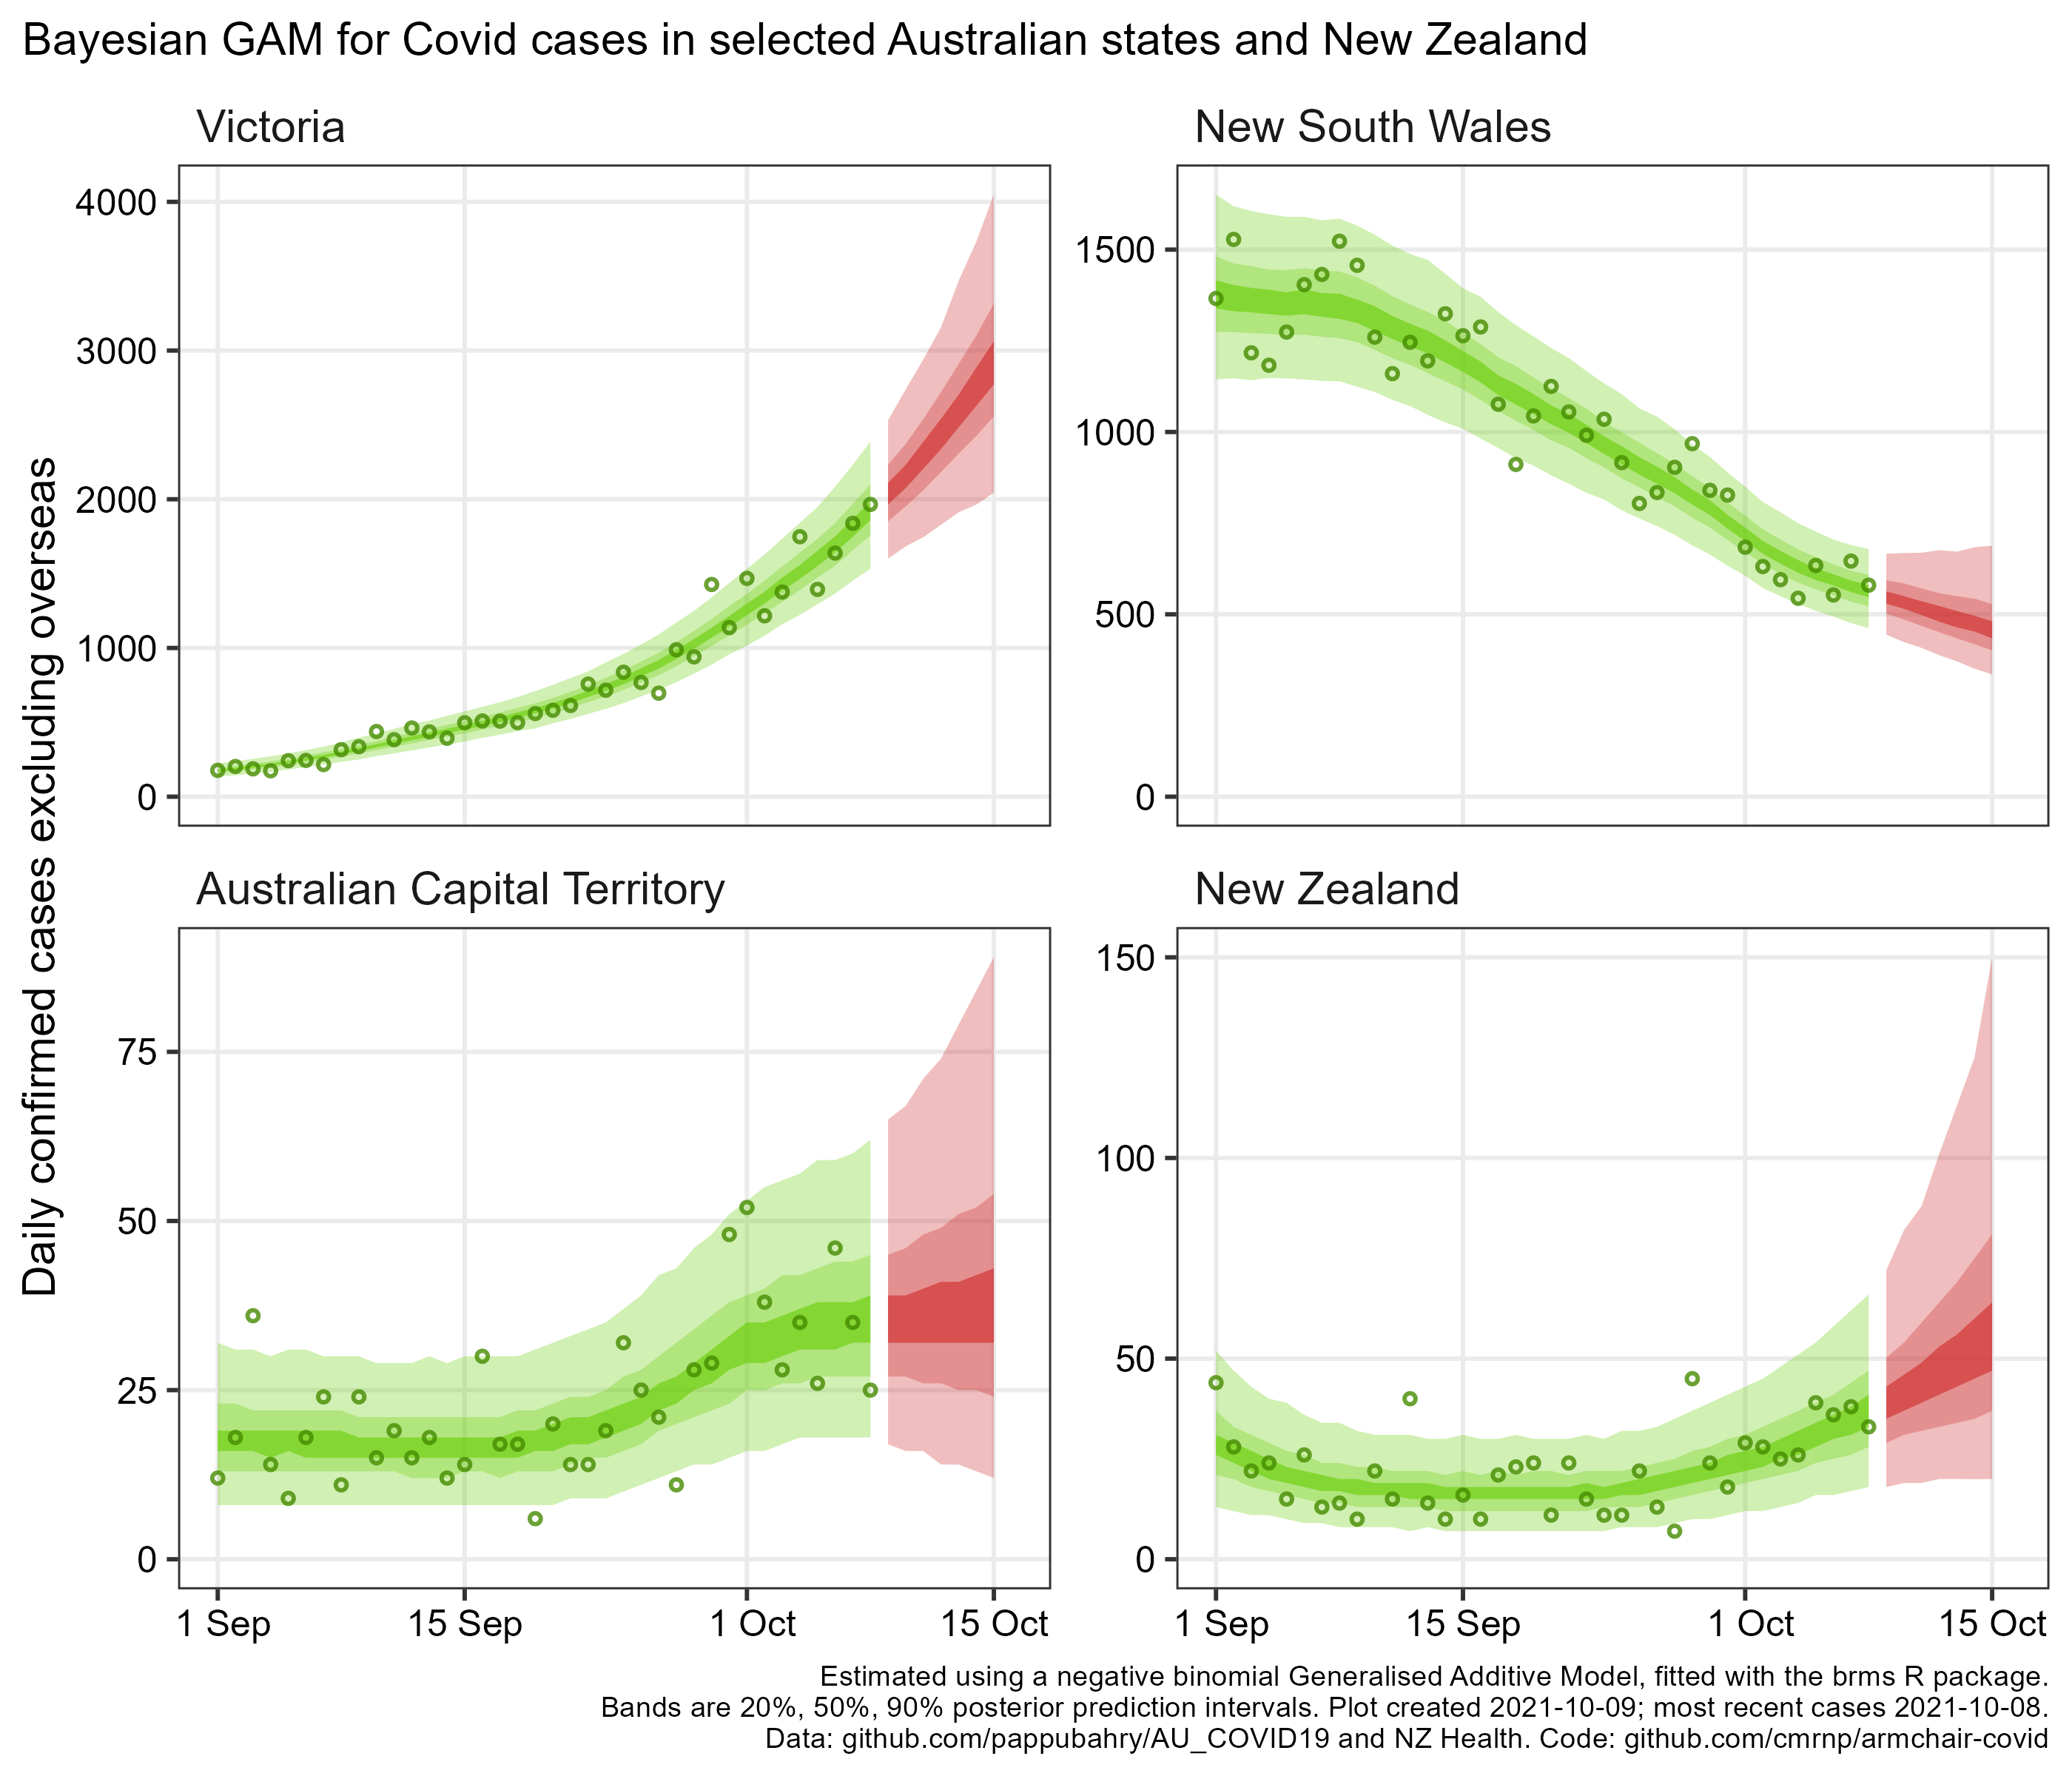 Bayesian GAM for Covid cases in selected Australian states and New Zealand
Daily confirmed cases excluding overseas
Victoria
4000
3000
2000
1000
0
New South Wales
1500
1000
500
0
Australian Capital Territory
75
50
25
0
1 Sep
15 Sep
1 Oct
15 Oct
New Zealand
150
100
50
0
1 Sep
15 Sep
1 Oct
15 Oct
Estimated using a negative binomial Generalised Additive Model, fitted with the brms R package.
Bands are 20%, 50%, 90% posterior prediction intervals. Plot created 2021-10-09; most recent cases 2021-10-08.
Data: github.com/pappubahry/AU_COVID19 and NZ Health. Code: github.com/cmrnp/armchair-covid